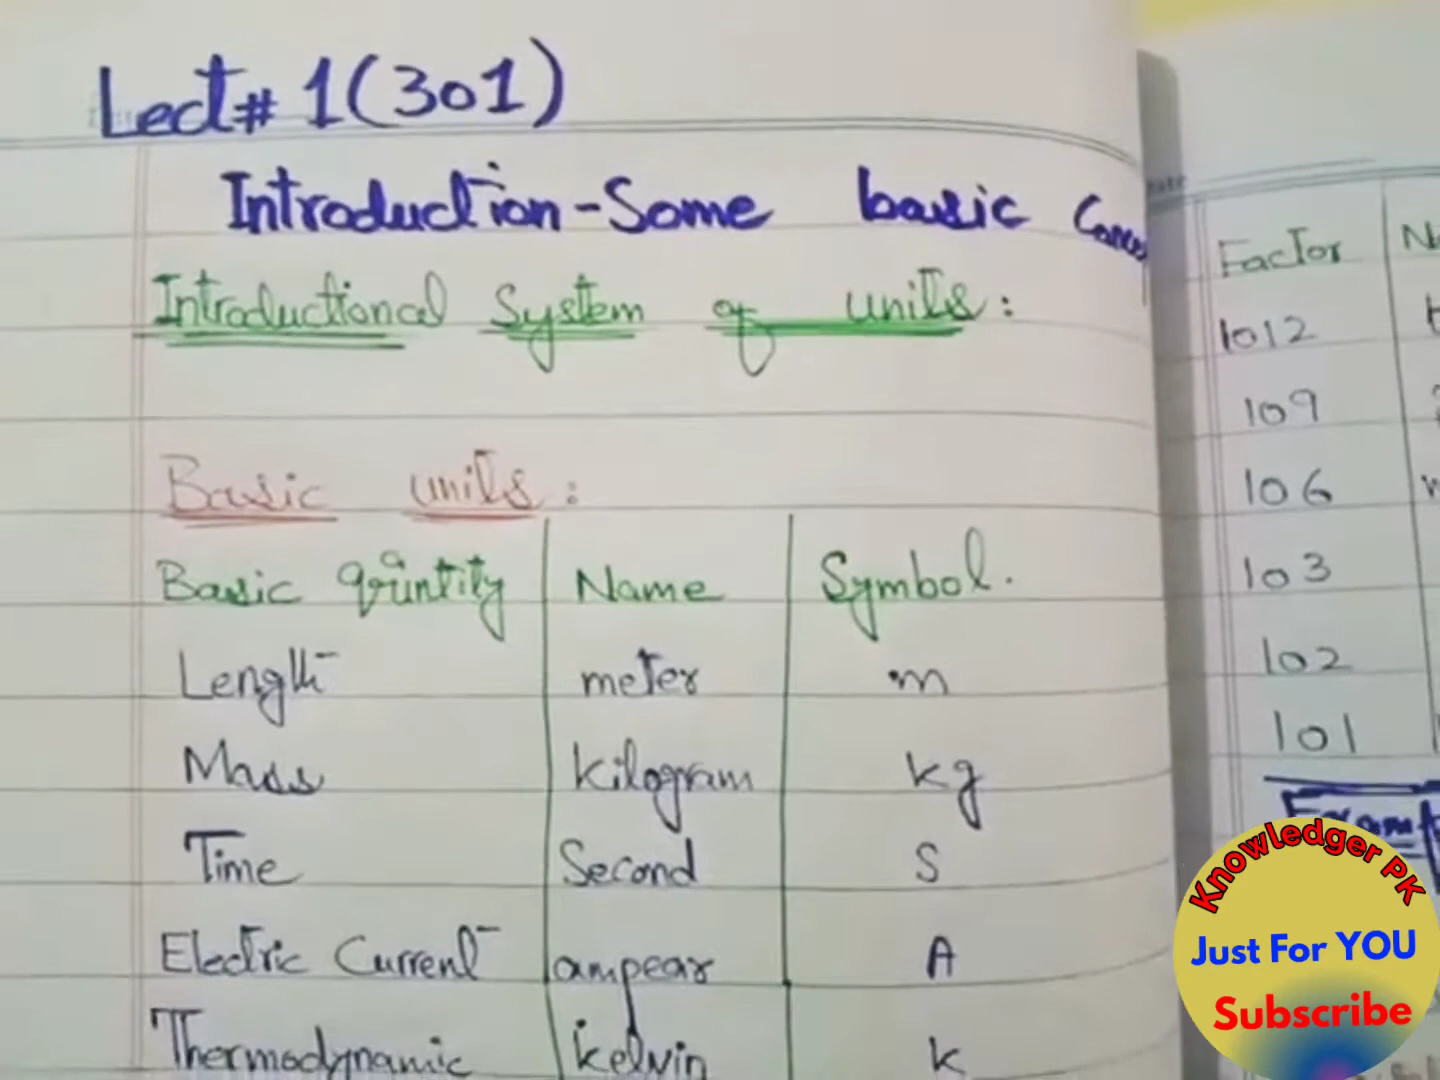 Lect# 1(301)
Introduction-Some basic
Introductional System of units:
Basic units:
Basic quantity Name Symbol.
Length meter m
Mass kilogram kg
Time Second S
Electric Current ampear A
Thermodynamic kelvin k
Factor
1012
109
106
103
102
101
Knowledger PK
Just For YOU
Subscribe